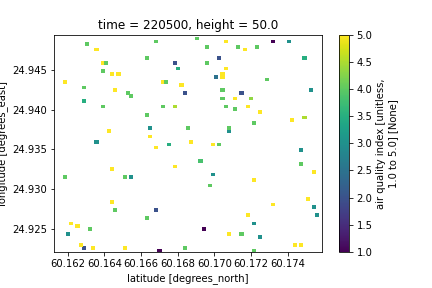 time = 220500, height = 50.0
24.945
24.940
24.935
24.930
24.925
longitude [degrees_east]
60.162 60.164 60.166 60.168 60.170 60.172 60.174
latitude [degrees_north]
5.0
4.5
4.0
3.5
3.0
2.5
2.0
1.5
1.0
air quality index [unitless,
1.0 to 5.0] [None]